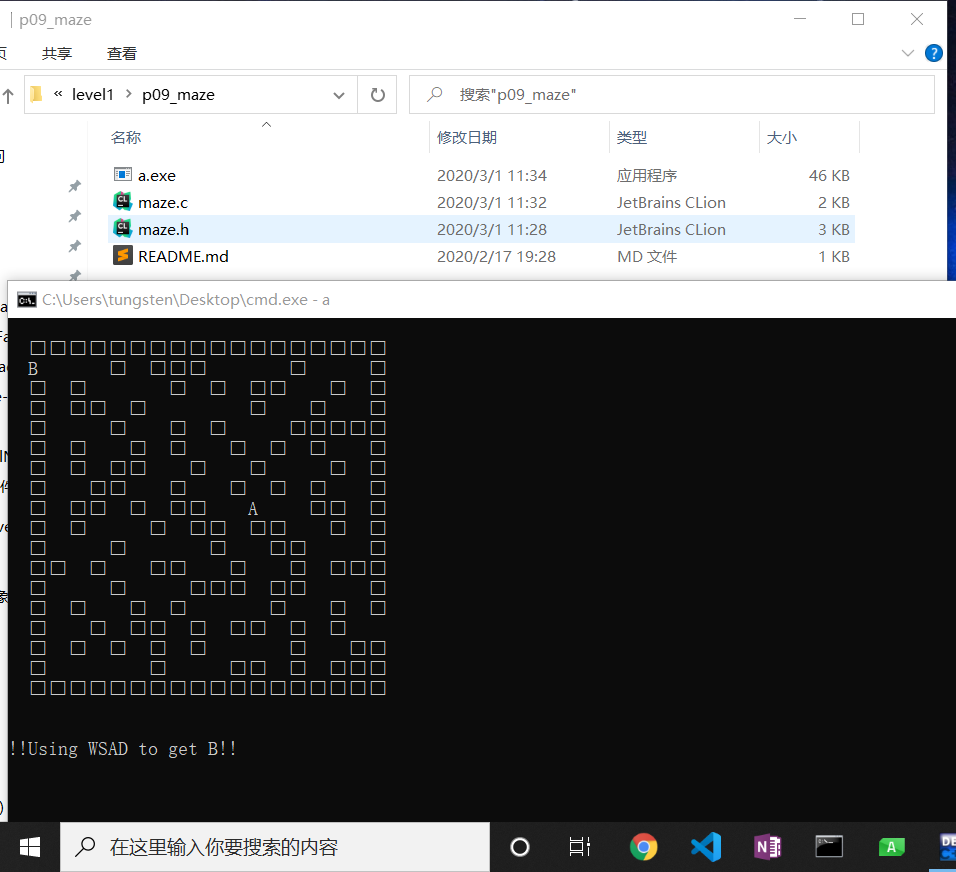 p09_maze
共享 查看
« level1 › p09_maze 搜索"p09_maze"
名称 修改日期 类型 大小
a.exe 2020/3/1 11:34 应用程序 46 KB
maze.c 2020/3/1 11:32 JetBrains CLion 2 KB
maze.h 2020/3/1 11:28 JetBrains CLion 3 KB
README.md 2020/2/17 19:28 MD 文件 1 KB
C:\Users\tungsten\Desktop\cmd.exe - a
B
A
!!Using WSAD to get B!!
在这里输入你要搜索的内容